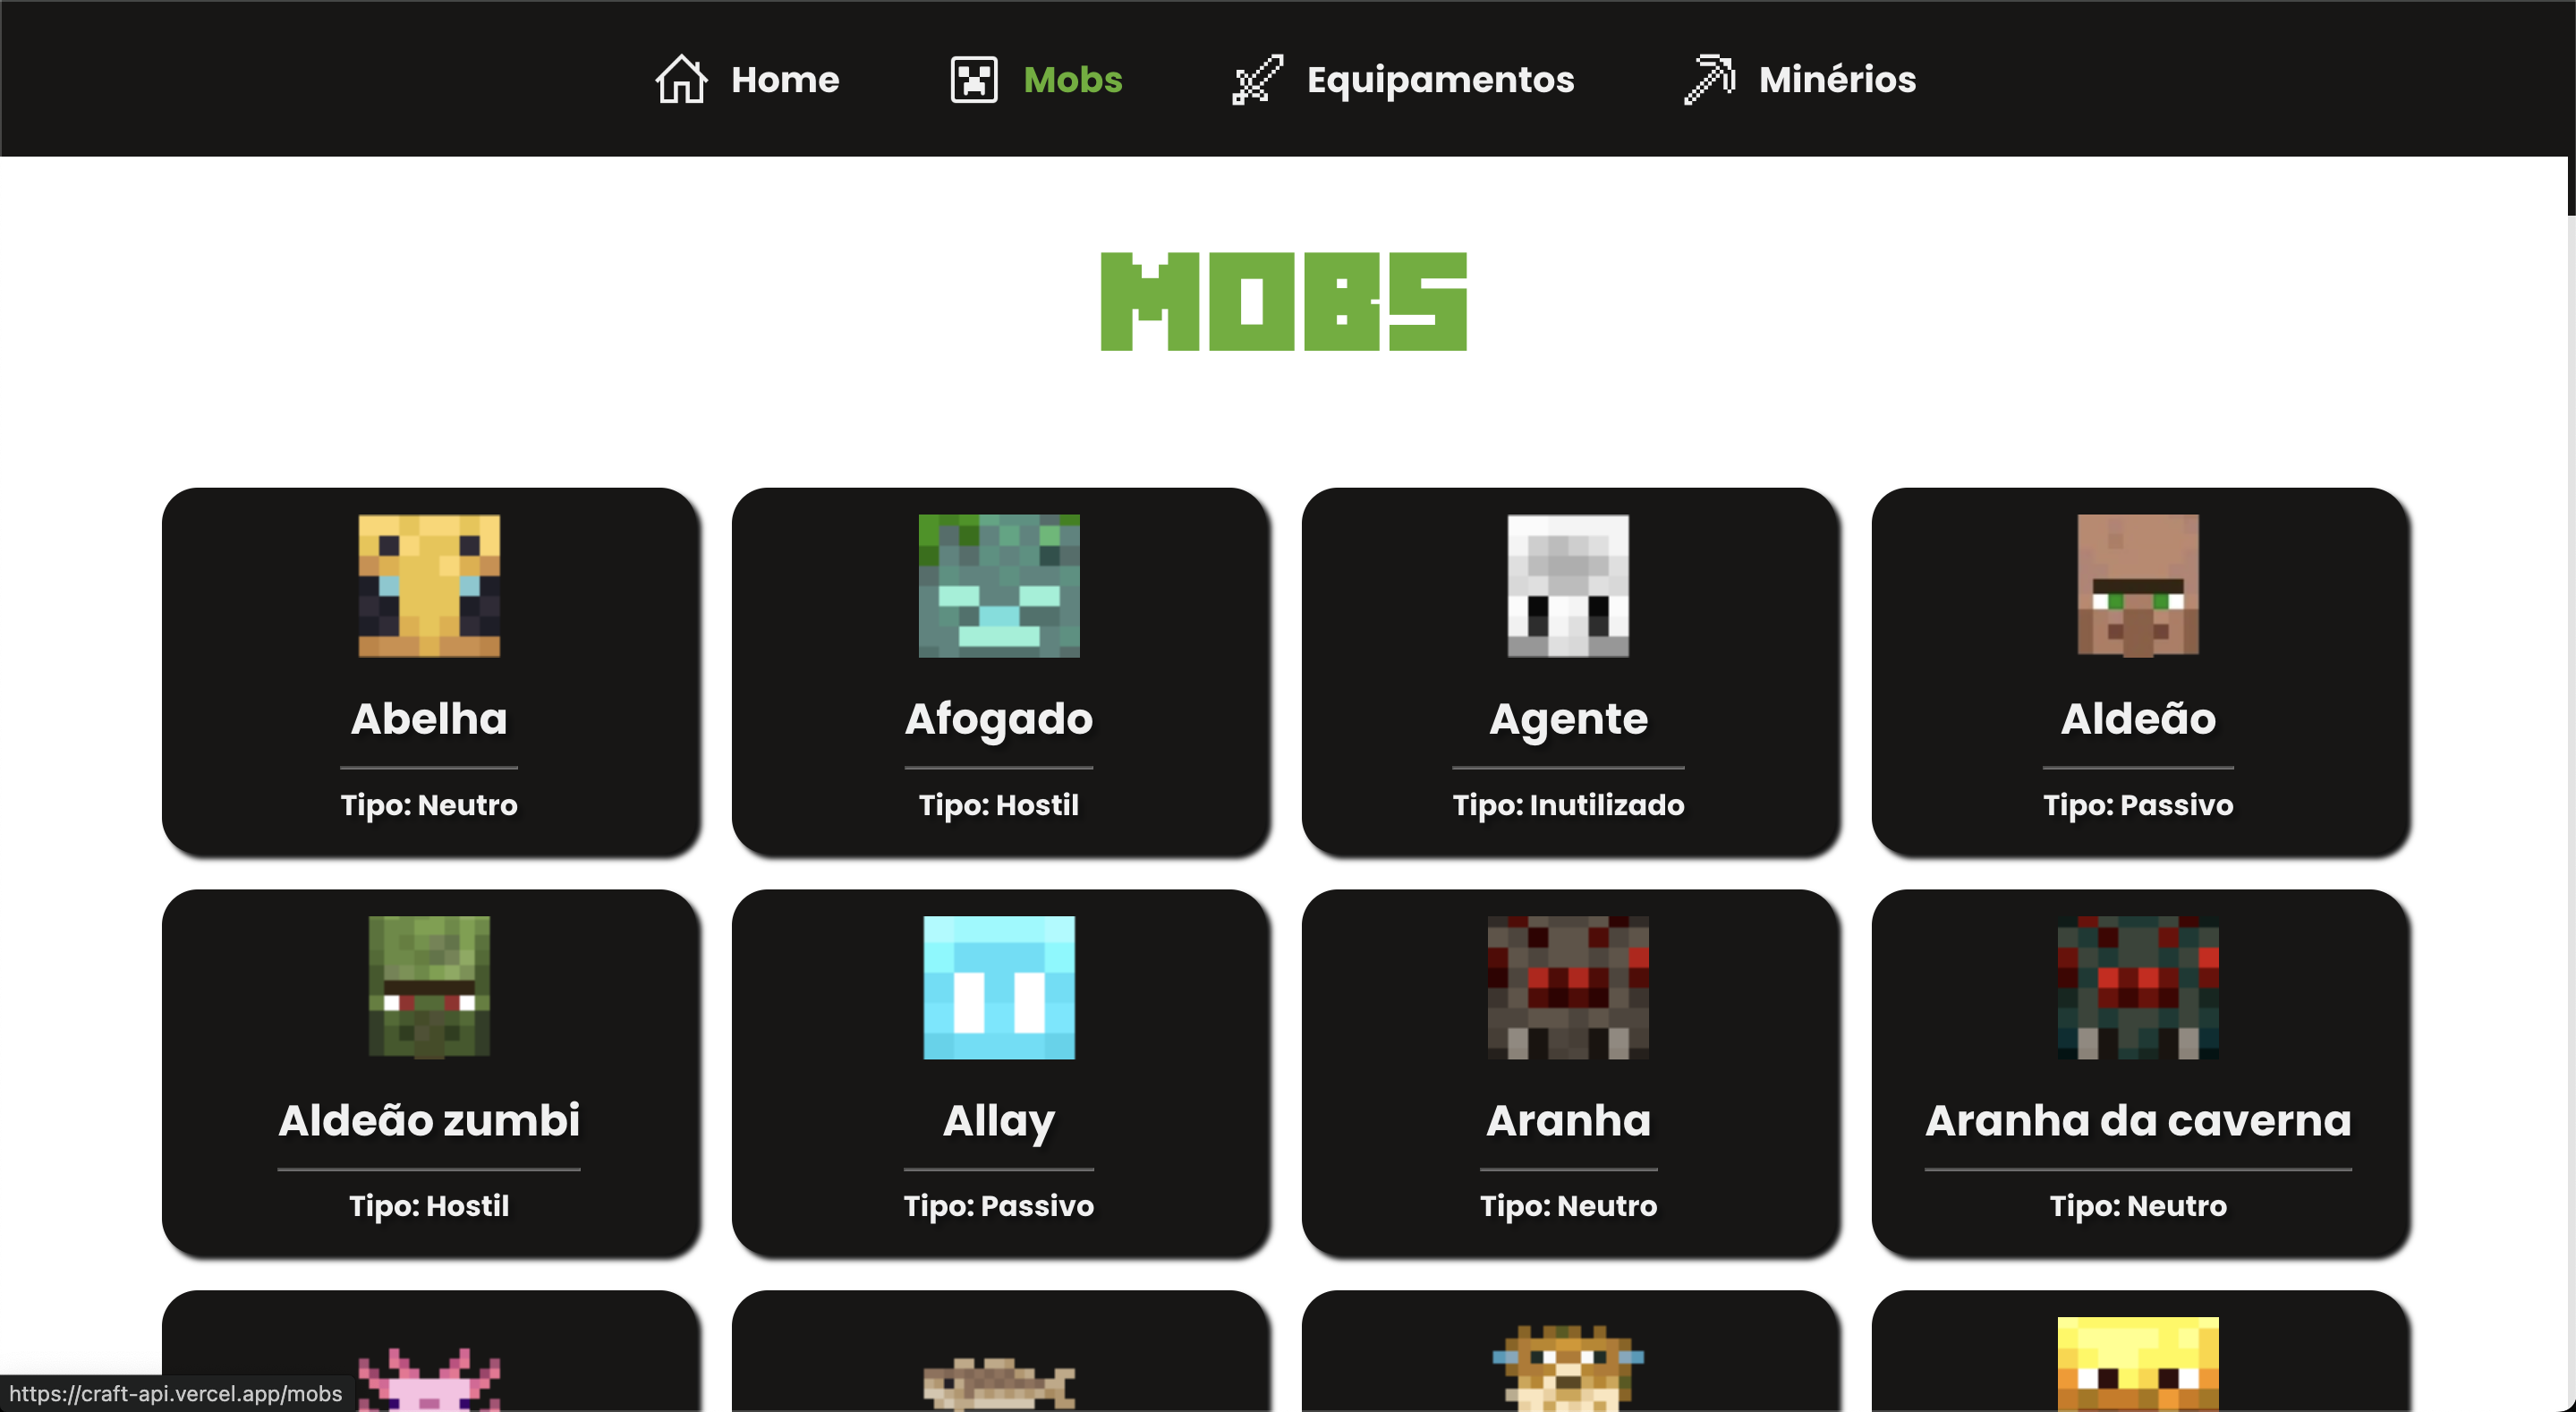 Home
Mobs
Equipamentos
Minérios
MOBS
Abelha
Tipo: Neutro
Afogado
Tipo: Hostil
Agente
Tipo: Inutilizado
Aldeão
Tipo: Passivo
Aldeão zumbi
Tipo: Hostil
Allay
Tipo: Passivo
Aranha
Tipo: Neutro
Aranha da caverna
Tipo: Neutro
https://craft-api.vercel.app/mobs